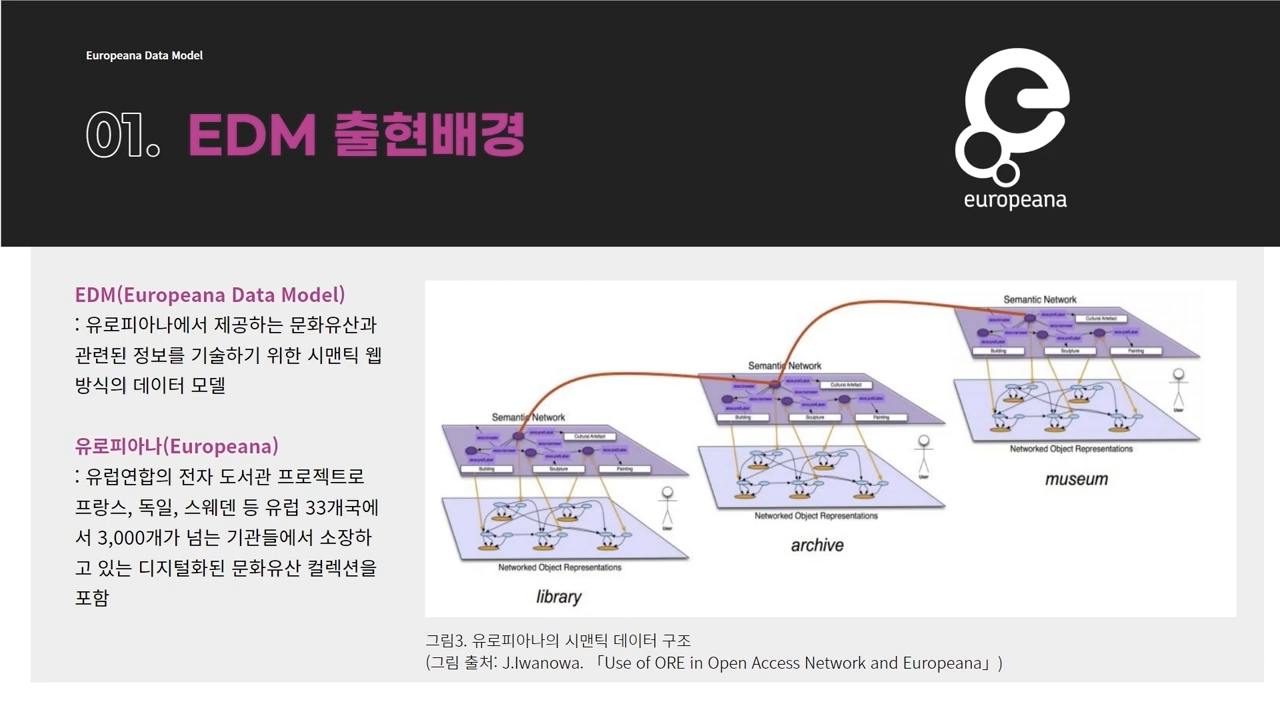 Europeana Data Model
01. EDM 출현배경
europeana
EDM(Europeana Data Model)
: 유로피아나에서 제공하는 문화유산과
관련된 정보를 기술하기 위한 시맨틱 웹
방식의 데이터 모델
유로피아나(Europeana)
: 유럽연합의 전자 도서관 프로젝트로
프랑스, 독일, 스웨덴 등 유럽 33개국에
서 3,000개가 넘는 기관들에서 소장하
고 있는 디지털화된 문화유산 컬렉션을
포함
Semantic Network
Cultural Artefact
Building Sculpture Painting
User
Networked Object Representations
library
Semantic Network
Cultural Artefact
Building Sculpture Painting
User
Networked Object Representations
archive
Semantic Network
Cultural Artefact
Building Sculpture Painting
User
Networked Object Representations
museum
그림3. 유로피아나의 시맨틱 데이터 구조
(그림 출처: J.Iwanowa. 「Use of ORE in Open Access Network and Europeana」)